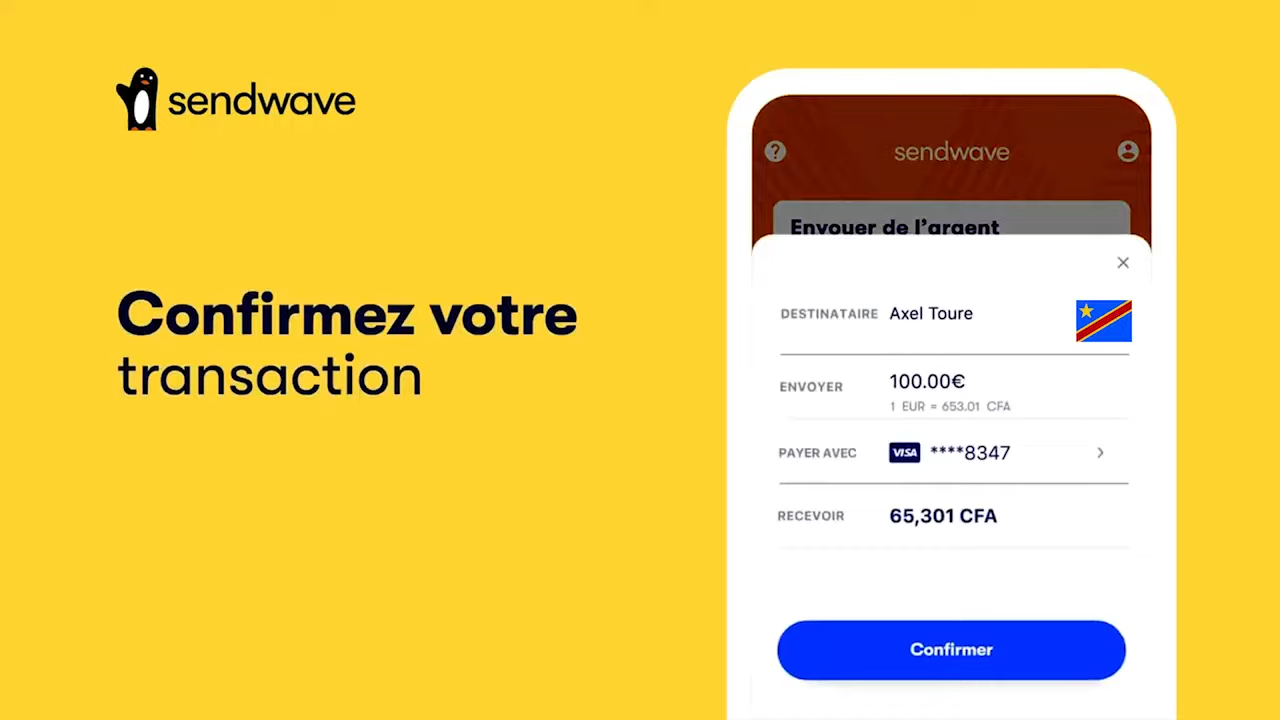 sendwave
Confirmez votre
transaction
?
sendwave
Envoyer de l'argent
DESTINATAIRE Axel Toure
ENVOYER 100.00€
1 EUR = 653.01 CFA
PAYER AVEC VISA ****8347
RECEVOIR 65,301 CFA
Confirmer